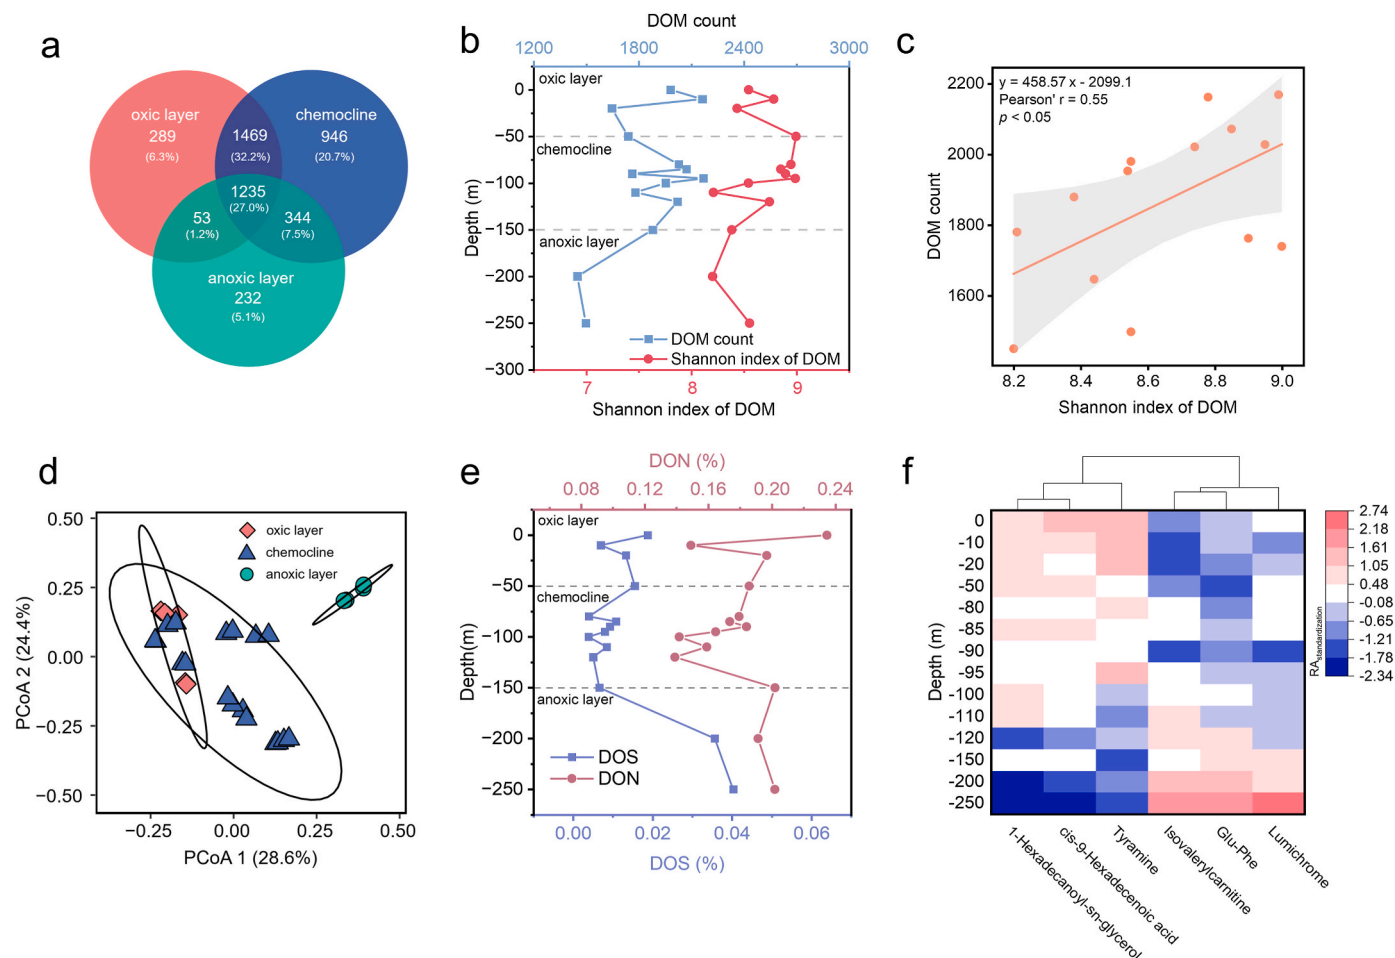 a
oxic layer
289
(6.3%)
1469
(32.2%)
chemocline
946
(20.7%)
1235
(27.0%)
53
(1.2%)
344
(7.5%)
anoxic layer
232
(5.1%)
b
DOM count
1200 1800 2400 3000
oxic layer
chemocline
anoxic layer
0
−50
−100
−150
−200
−250
−300
Depth (m)
DOM count
Shannon index of DOM
7 8 9
Shannon index of DOM
c
y = 458.57 x - 2099.1
Pearson' r = 0.55
p < 0.05
2200
2000
1800
1600
DOM count
8.2 8.4 8.6 8.8 9.0
Shannon index of DOM
d
0.50
0.25
0.00
−0.25
−0.50
PCoA 2 (24.4%)
oxic layer
chemocline
anoxic layer
−0.25 0.00 0.25 0.50
PCoA 1 (28.6%)
e
DON (%)
0.08 0.12 0.16 0.20 0.24
oxic layer
chemocline
anoxic layer
0
−50
−100
−150
−200
−250
Depth(m)
DOS
DON
0.00 0.02 0.04 0.06
DOS (%)
f
Depth (m)
0
-10
-20
-50
-80
-85
-90
-95
-100
-110
-120
-150
-200
-250
1-Hexadecanoyl-sn-glycerol
cis-9-Hexadecenoic acid
Tyramine
Isovalerylcarnitine
Glu-Phe
Lumichrome
RAstandardization
2.74
2.18
1.61
1.05
0.48
-0.08
-0.65
-1.21
-1.78
-2.34